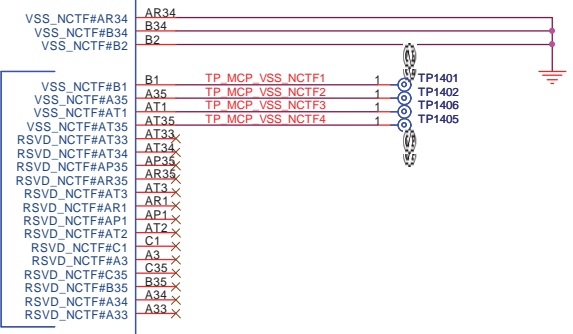 VSS_NCTF#AR34 AR34
VSS_NCTF#B34 B34
VSS_NCTF#B2 B2
VSS_NCTF#B1 B1 TP_MCP_VSS_NCTF1 1 TP1401
VSS_NCTF#A35 A35 TP_MCP_VSS_NCTF2 1 TP1402
VSS_NCTF#AT1 AT1 TP_MCP_VSS_NCTF3 1 TP1406
VSS_NCTF#AT35 AT35 TP_MCP_VSS_NCTF4 1 TP1405
RSVD_NCTF#AT33 AT33
RSVD_NCTF#AT34 AT34
RSVD_NCTF#AP35 AP35
RSVD_NCTF#AR35 AR35
RSVD_NCTF#AT3 AT3
RSVD_NCTF#AR1 AR1
RSVD_NCTF#AP1 AP1
RSVD_NCTF#AT2 AT2
RSVD_NCTF#C1 C1
RSVD_NCTF#A3 A3
RSVD_NCTF#C35 C35
RSVD_NCTF#B35 B35
RSVD_NCTF#A34 A34
RSVD_NCTF#A33 A33